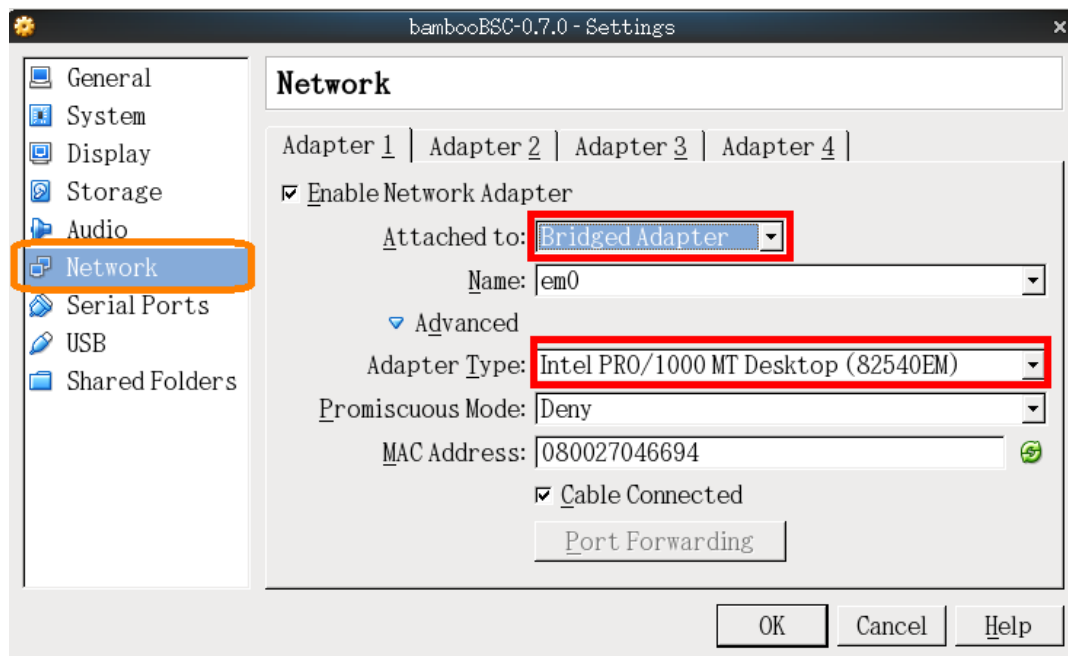 bambooBSC-0.7.0 - Settings
General
System
Display
Storage
Audio
Network
Serial Ports
USB
Shared Folders
Network
Adapter 1 Adapter 2 Adapter 3 Adapter 4
Enable Network Adapter
Attached to: Bridged Adapter
Name: em0
Advanced
Adapter Type: Intel PRO/1000 MT Desktop (82540EM)
Promiscuous Mode: Deny
MAC Address: 080027046694
Cable Connected
Port Forwarding
OK Cancel Help